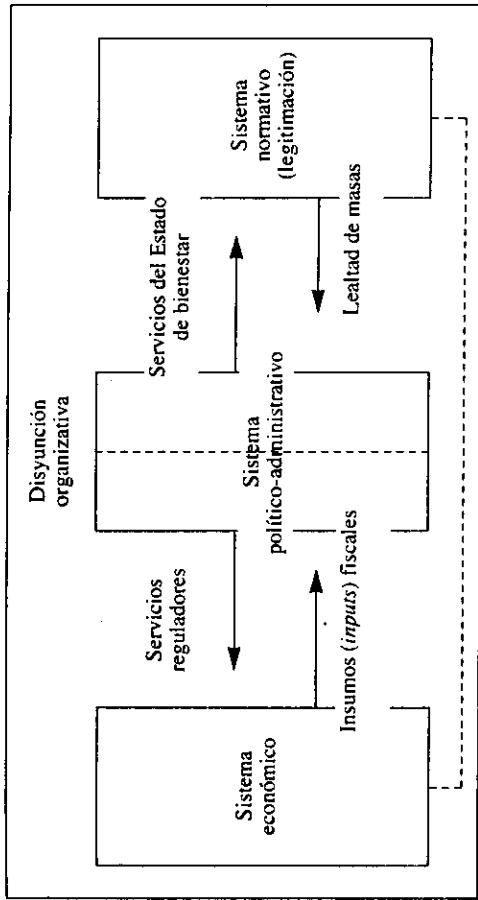 Disyunción
organizativa
Sistema
económico
Servicios
reguladores
Insumos (inputs) fiscales
Sistema
político-administrativo
Servicios del Estado
de bienestar
Lealtad de masas
Sistema
normativo
(legitimación)